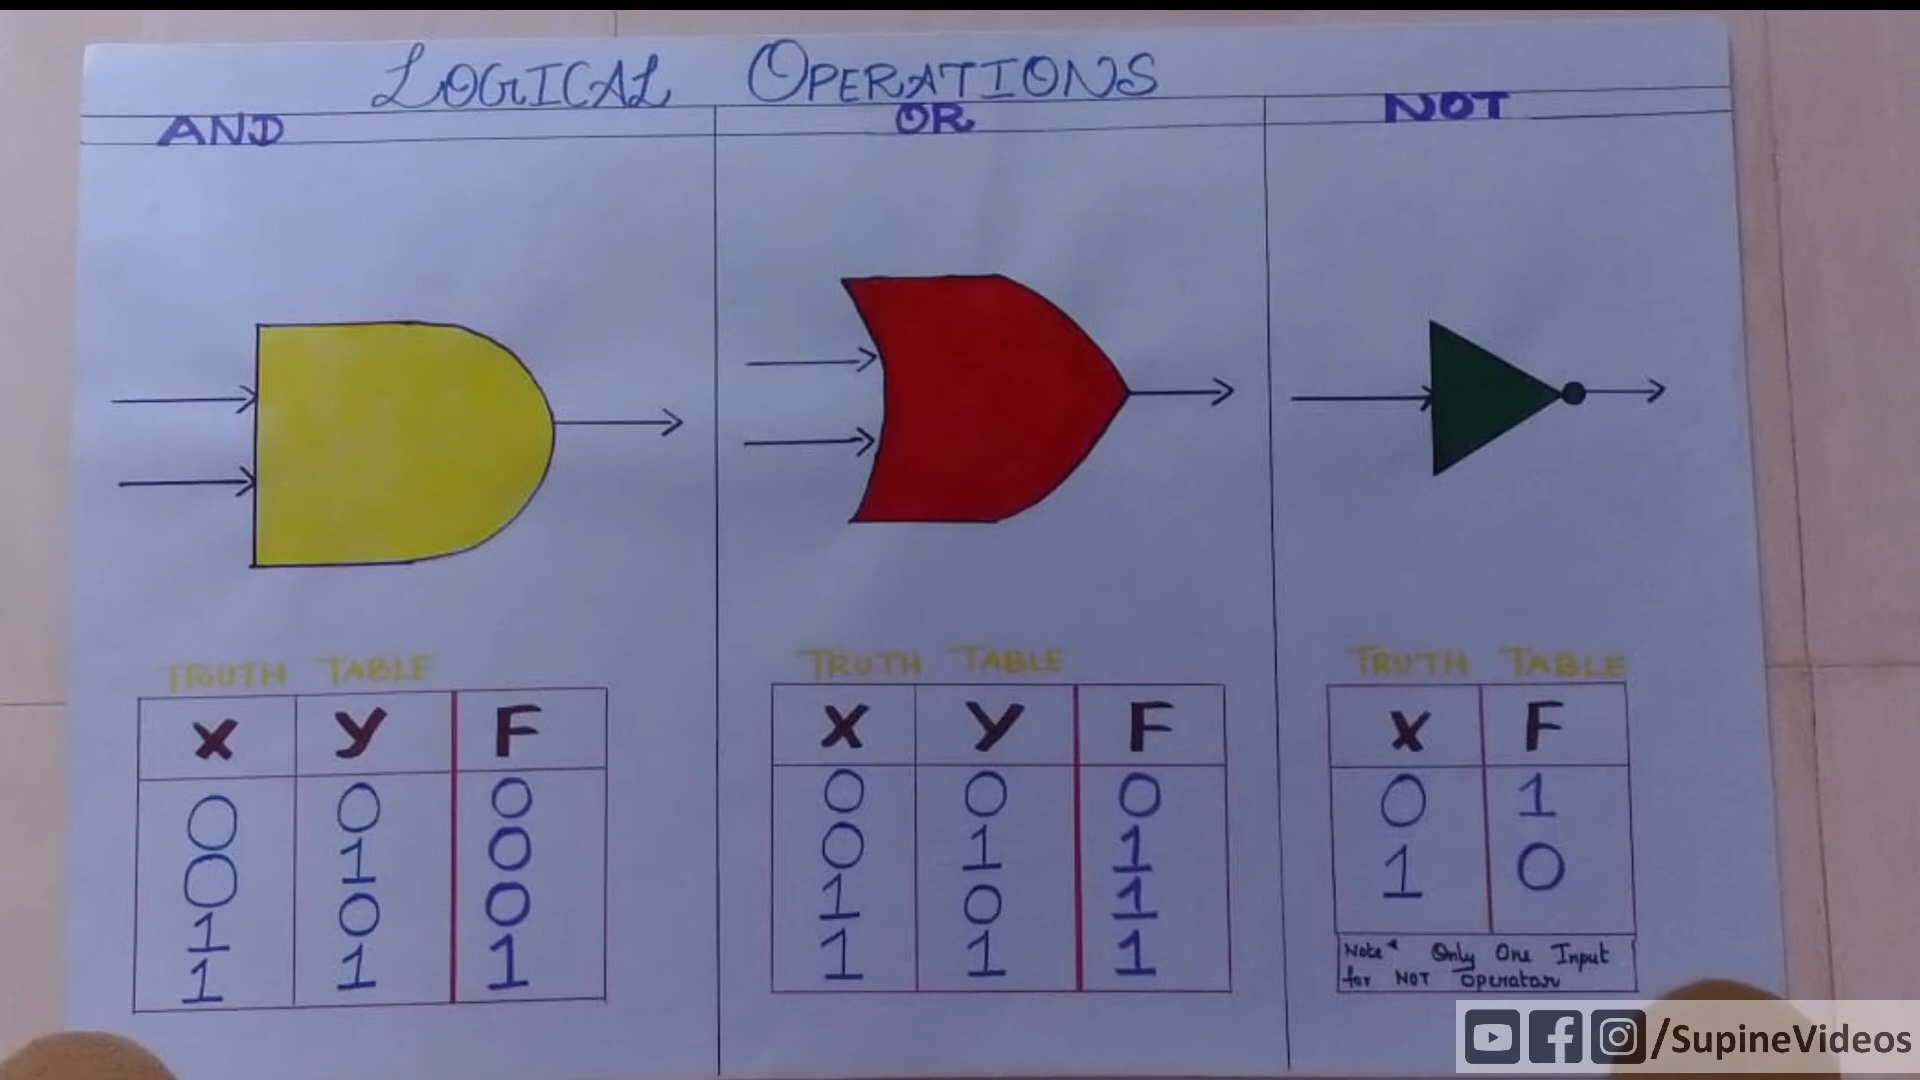 LOGICAL OPERATIONS
AND OR NOT
TRUTH TABLE
X Y F
0 0 0
0 1 0
1 0 0
1 1 1
TRUTH TABLE
X Y F
0 0 0
0 1 1
1 0 1
1 1 1
TRUTH TABLE
X F
0 1
1 0
Note* Only One Input
for NOT operator
/SupineVideos